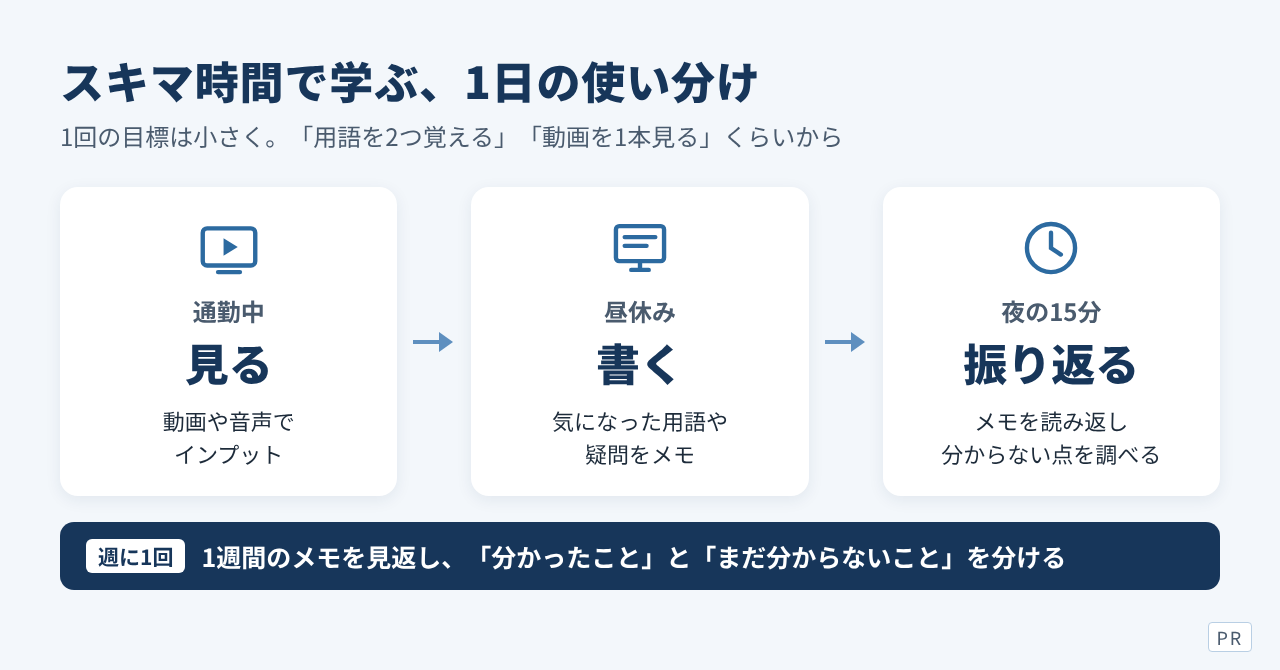 スキマ時間で学ぶ、1日の使い分け
1回の目標は小さく。「用語を2つ覚える」「動画を1本見る」くらいから
通勤中
見る
動画や音声で
インプット
昼休み
書く
気になった用語や
疑問をメモ
夜の15分
振り返る
メモを読み返し
分からない点を調べる
週に1回
1週間のメモを見返し、「分かったこと」と「まだ分からないこと」を分ける
PR